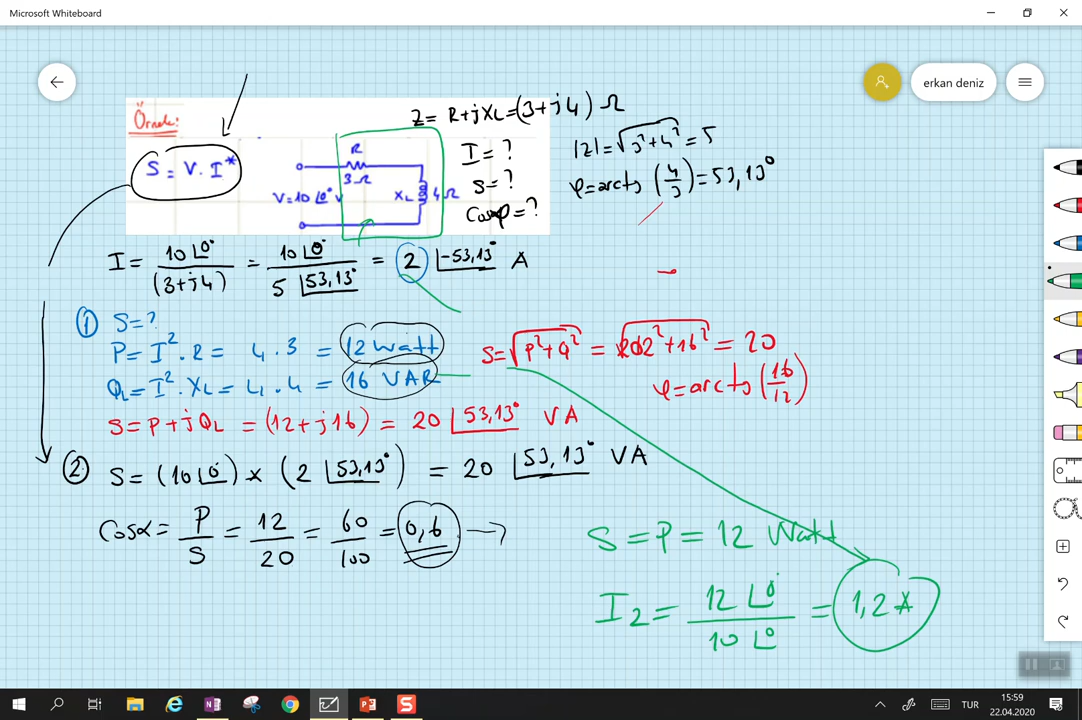 Microsoft Whiteboard
erkan deniz
Örnek:
Z = R+jXL=(3+j4) Ω
S = V. I*
R
3Ω
V=10∟0° V
XL
4Ω
I = ?
S = ?
Cosφ = ?
|Z|=√3²+4² = 5
φ=arctg (4/3)=53,13°
I = 10∟0° / (3+j4) = 10∟0° / 5∟53,13° = 2 ∟-53,13° A
① S=?
P= I². R = 4.3 = 12 Watt
QL= I². XL = 4.4 = 16 VAR
S= P+jQL = (12+j16) = 20 ∟53,13° VA
S=√P²+Q² = √12²+16² = 20
φ=arctg (16/12)
② S=(10∟0°) x (2 ∟53,13°) = 20 ∟53,13° VA
Cosα= P/S = 12/20 = 60/100 = 0,6 →
S = P = 12 Watt
I2 = 12∟0° / 10∟0° = 1,2 A
TUR
15:59
22.04.2020